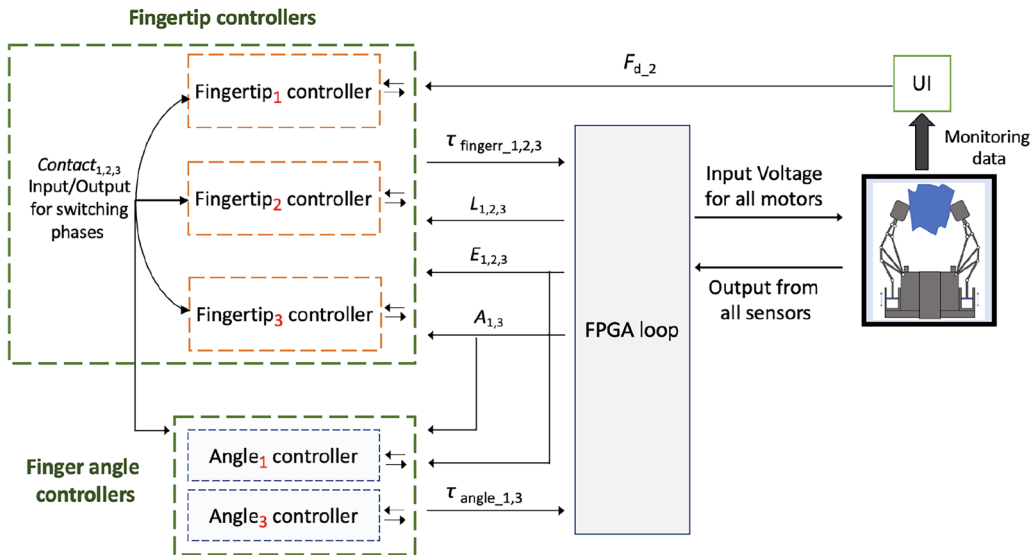 Fingertip controllers
F_d_2
UI
Fingertip1 controller
Monitoring
data
τ fingerr_1,2,3
Contact1,2,3
Input/Output
for switching
phases
Fingertip2 controller
Input Voltage
for all motors
L1,2,3
E1,2,3
Output from
all sensors
Fingertip3 controller
A1,3
FPGA loop
Finger angle
controllers
Angle1 controller
τ angle_1,3
Angle3 controller